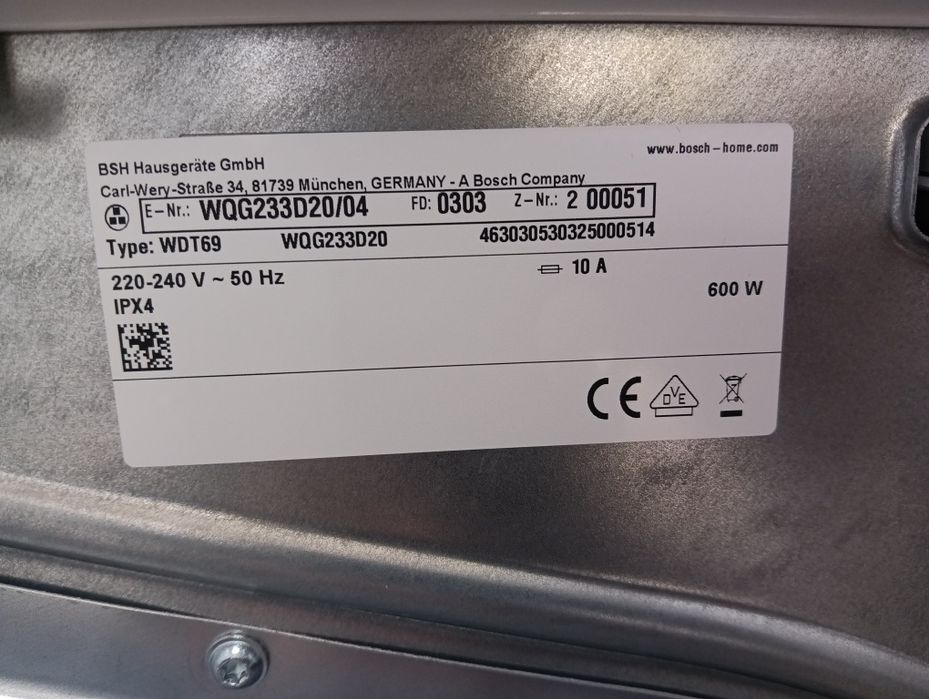 BSH Hausgeräte GmbH
www.bosch-home.com
Carl-Wery-Straße 34, 81739 München, GERMANY - A Bosch Company
E-Nr.: WQG233D20/04 FD: 0303 Z-Nr.: 2 00051
Type: WDT69 WQG233D20 463030530325000514
220-240 V ~ 50 Hz 10 A
IPX4 600 W
CE DVE